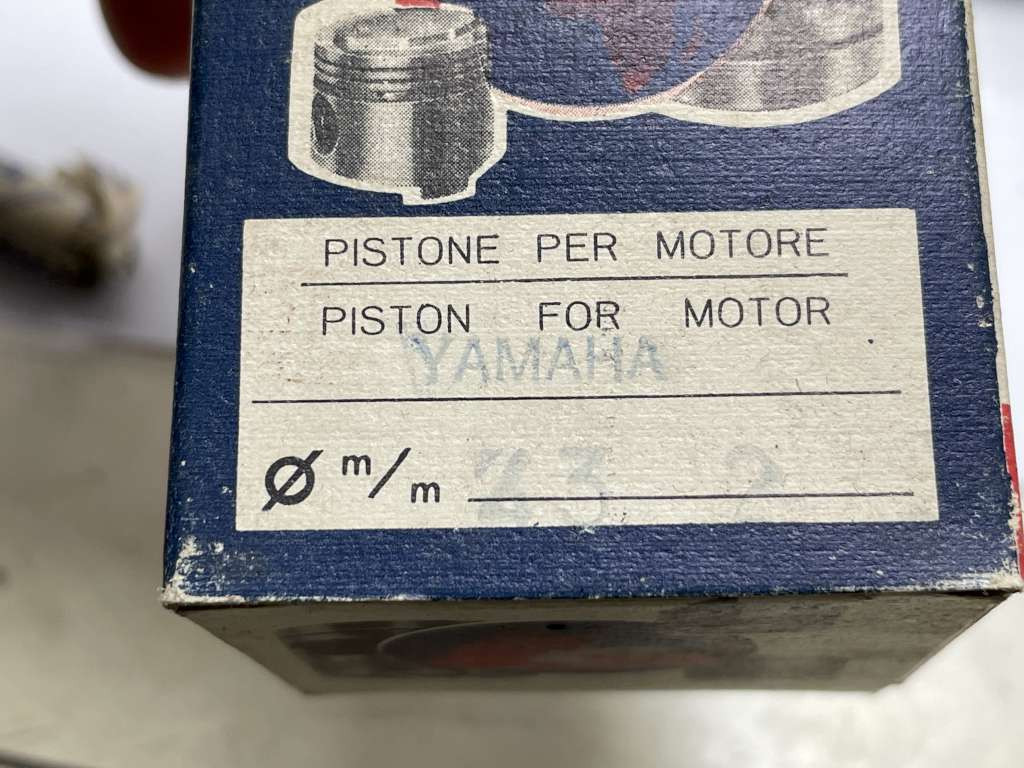 PISTONE PER MOTORE
PISTON FOR MOTOR
YAMAHA
Ø m/m